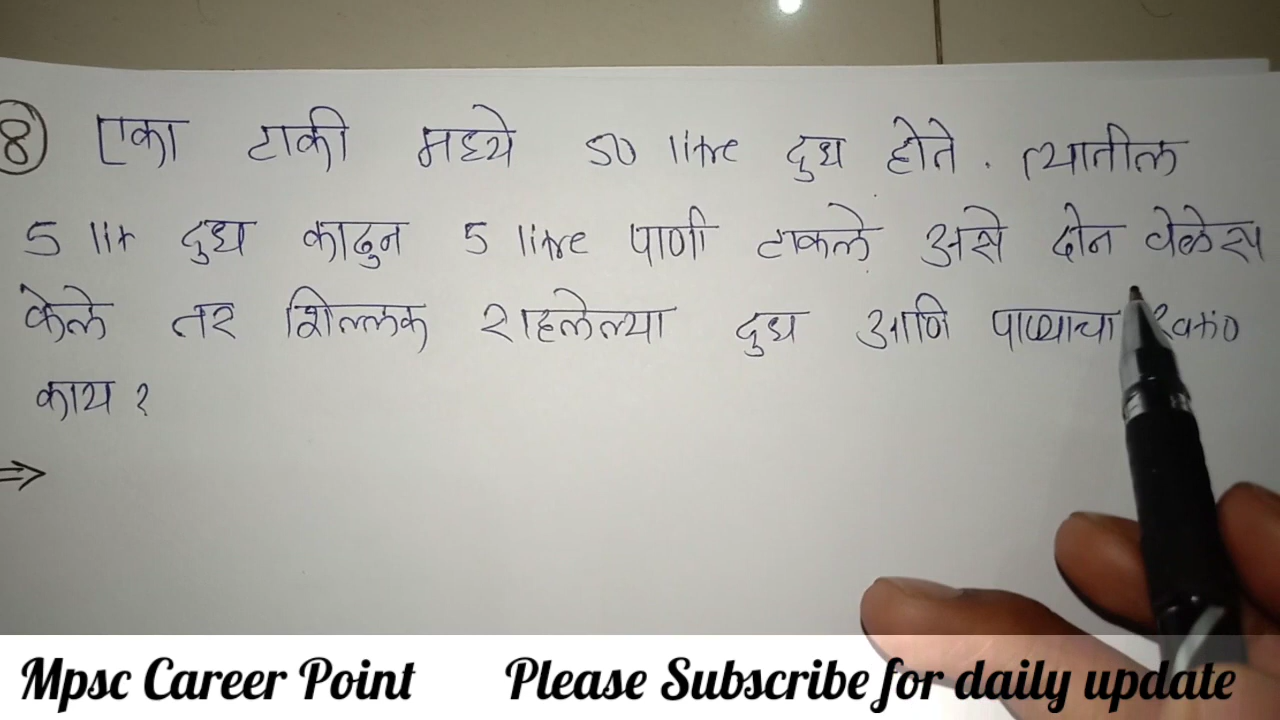 8 एका टाकी मध्ये 50 litre दुध होते. त्यातील
5 lit दुध काढुन 5 litre पाणी टाकले असे दोन वेळेस
केले तर शिल्लक राहलेल्या दुध आणि पाण्याचा Ratio
काय?
⇒
Mpsc Career Point Please Subscribe for daily update